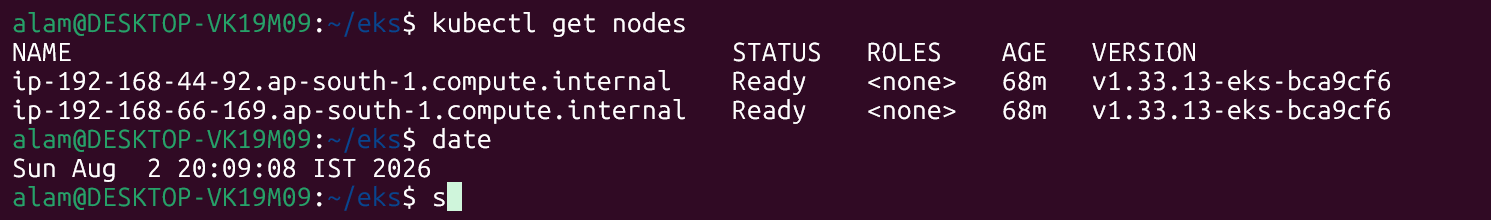 alam@DESKTOP-VK19M09:~/eks$ kubectl get nodes
NAME                                            STATUS   ROLES    AGE   VERSION
ip-192-168-44-92.ap-south-1.compute.internal    Ready    <none>   68m   v1.33.13-eks-bca9cf6
ip-192-168-66-169.ap-south-1.compute.internal   Ready    <none>   68m   v1.33.13-eks-bca9cf6
alam@DESKTOP-VK19M09:~/eks$ date
Sun Aug  2 20:09:08 IST 2026
alam@DESKTOP-VK19M09:~/eks$ s